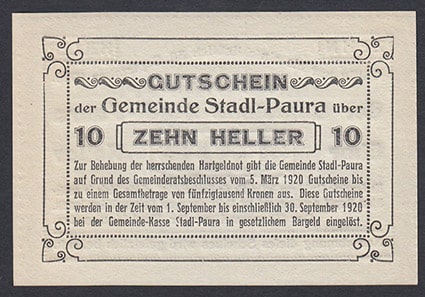 GUTSCHEIN
der Gemeinde Stadl-Paura über
10 ZEHN HELLER 10
Zur Behebung der herrschenden Hartgeldnot gibt die Gemeinde Stadl-Paura
auf Grund des Gemeinderatsbeschlusses vom 5. März 1920 Gutscheine bis
zu einem Gesamtbetrage von fünfzigtausend Kronen aus. Diese Gutscheine
werden in der Zeit vom 1. September bis einschließlich 30. September 1920
bei der Gemeinde-Kasse Stadl-Paura in gesetzlichem Bargeld eingelöst.